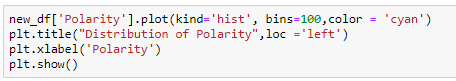 new_df['Polarity'].plot(kind='hist', bins=100,color = 'cyan')
plt.title("Distribution of Polarity",loc ='left')
plt.xlabel('Polarity')
plt.show()